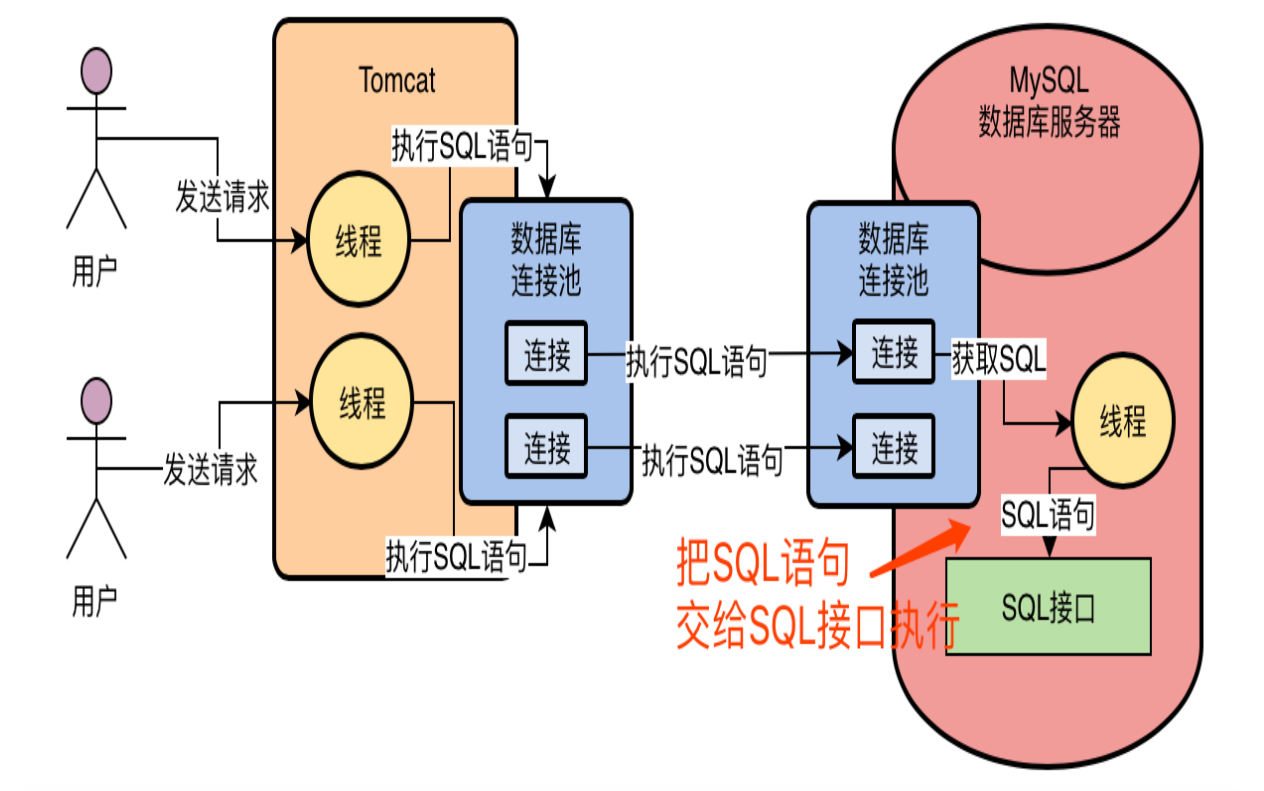 Tomcat
MySQL
数据库服务器
执行SQL语句
发送请求
线程
用户
数据库
连接池
数据库
连接池
连接
执行SQL语句
连接
获取SQL
线程
线程
发送请求
连接
执行SQL语句
连接
SQL语句
执行SQL语句
用户
把SQL语句
交给SQL接口执行
SQL接口